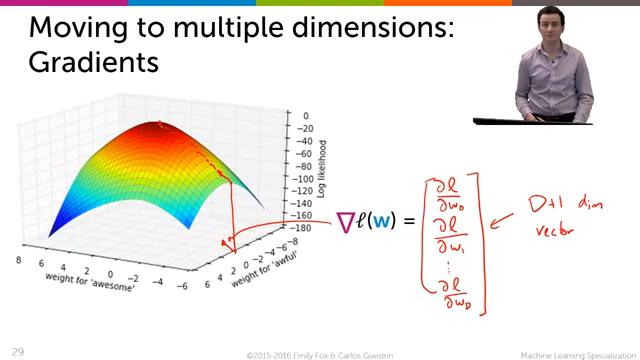 Moving to multiple dimensions:
Gradients
0
-20
-40
-60
-80
-100
-120
-140
-160
-180
Log likelihood
8
6
4
2
0
-2
-4
-6
weight for 'awesome'
6
4
2
0
-2
-4
-6
-8
weight for 'awful'
∇ℓ(w) =
∂ℓ
∂w₀
∂ℓ
∂w₁
⋮
∂ℓ
∂w_D
D+1 dim
vector
29
©2015-2016 Emily Fox & Carlos Guestrin
Machine Learning Specialization